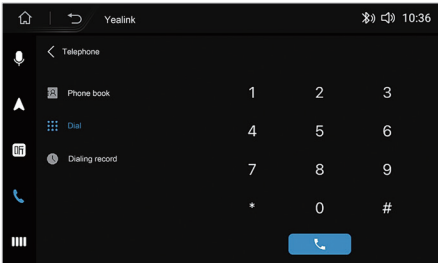 Yealink 10:36
Telephone
Phone book
Dial
Dialing record
1 2 3
4 5 6
7 8 9
* 0 #